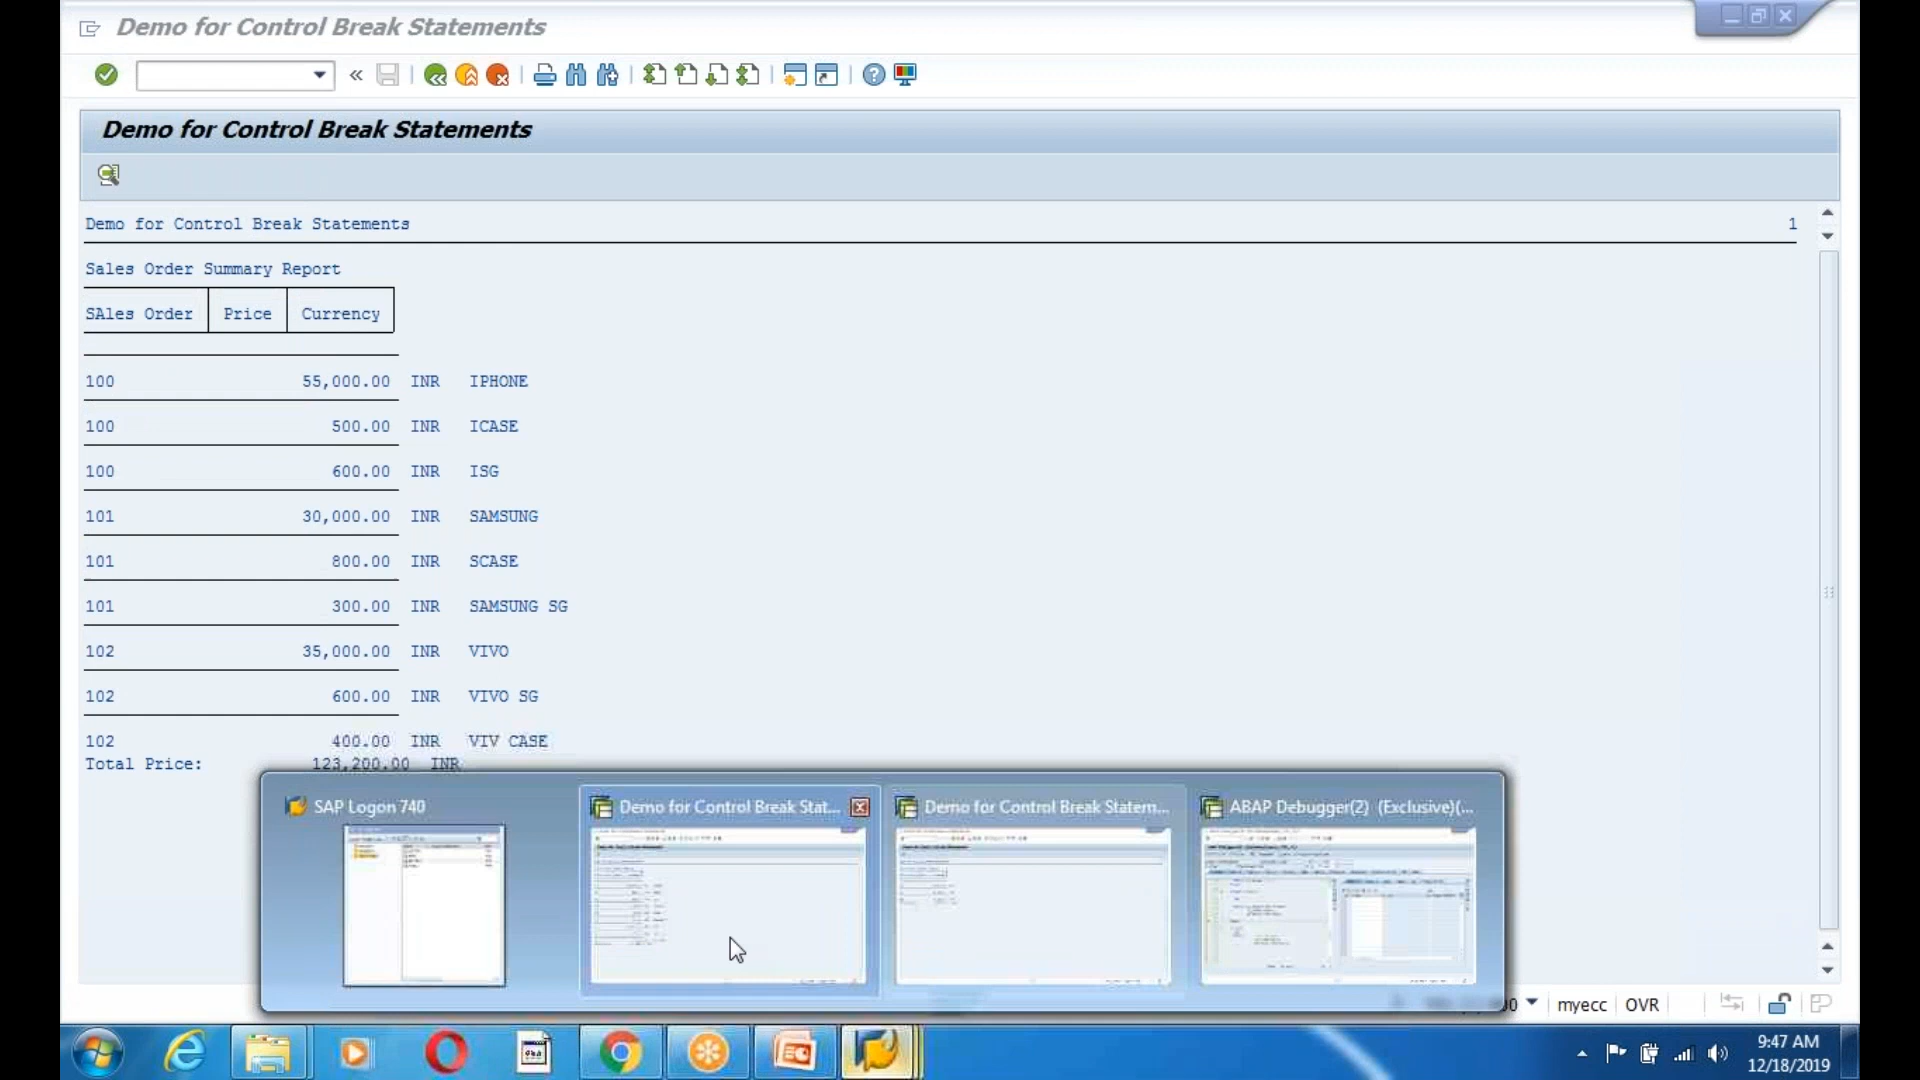 Demo for Control Break Statements
Demo for Control Break Statements
Demo for Control Break Statements 1
Sales Order Summary Report
SAles Order Price Currency
100 55,000.00 INR IPHONE
100 500.00 INR ICASE
100 600.00 INR ISG
101 30,000.00 INR SAMSUNG
101 800.00 INR SCASE
101 300.00 INR SAMSUNG SG
102 35,000.00 INR VIVO
102 600.00 INR VIVO SG
102 400.00 INR VIV CASE
Total Price: 123,200.00 INR
SAP Logon 740 Demo for Control Break Stat... Demo for Control Break Statem... ABAP Debugger(2) (Exclusive)(...
myecc OVR
9:47 AM
12/18/2019